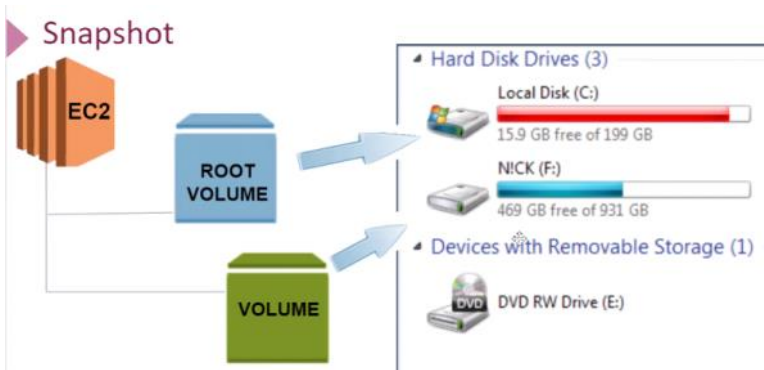 Snapshot
EC2
ROOT
VOLUME
VOLUME
Hard Disk Drives (3)
Local Disk (C:)
15.9 GB free of 199 GB
N!CK (F:)
469 GB free of 931 GB
Devices with Removable Storage (1)
DVD
DVD RW Drive (E:)